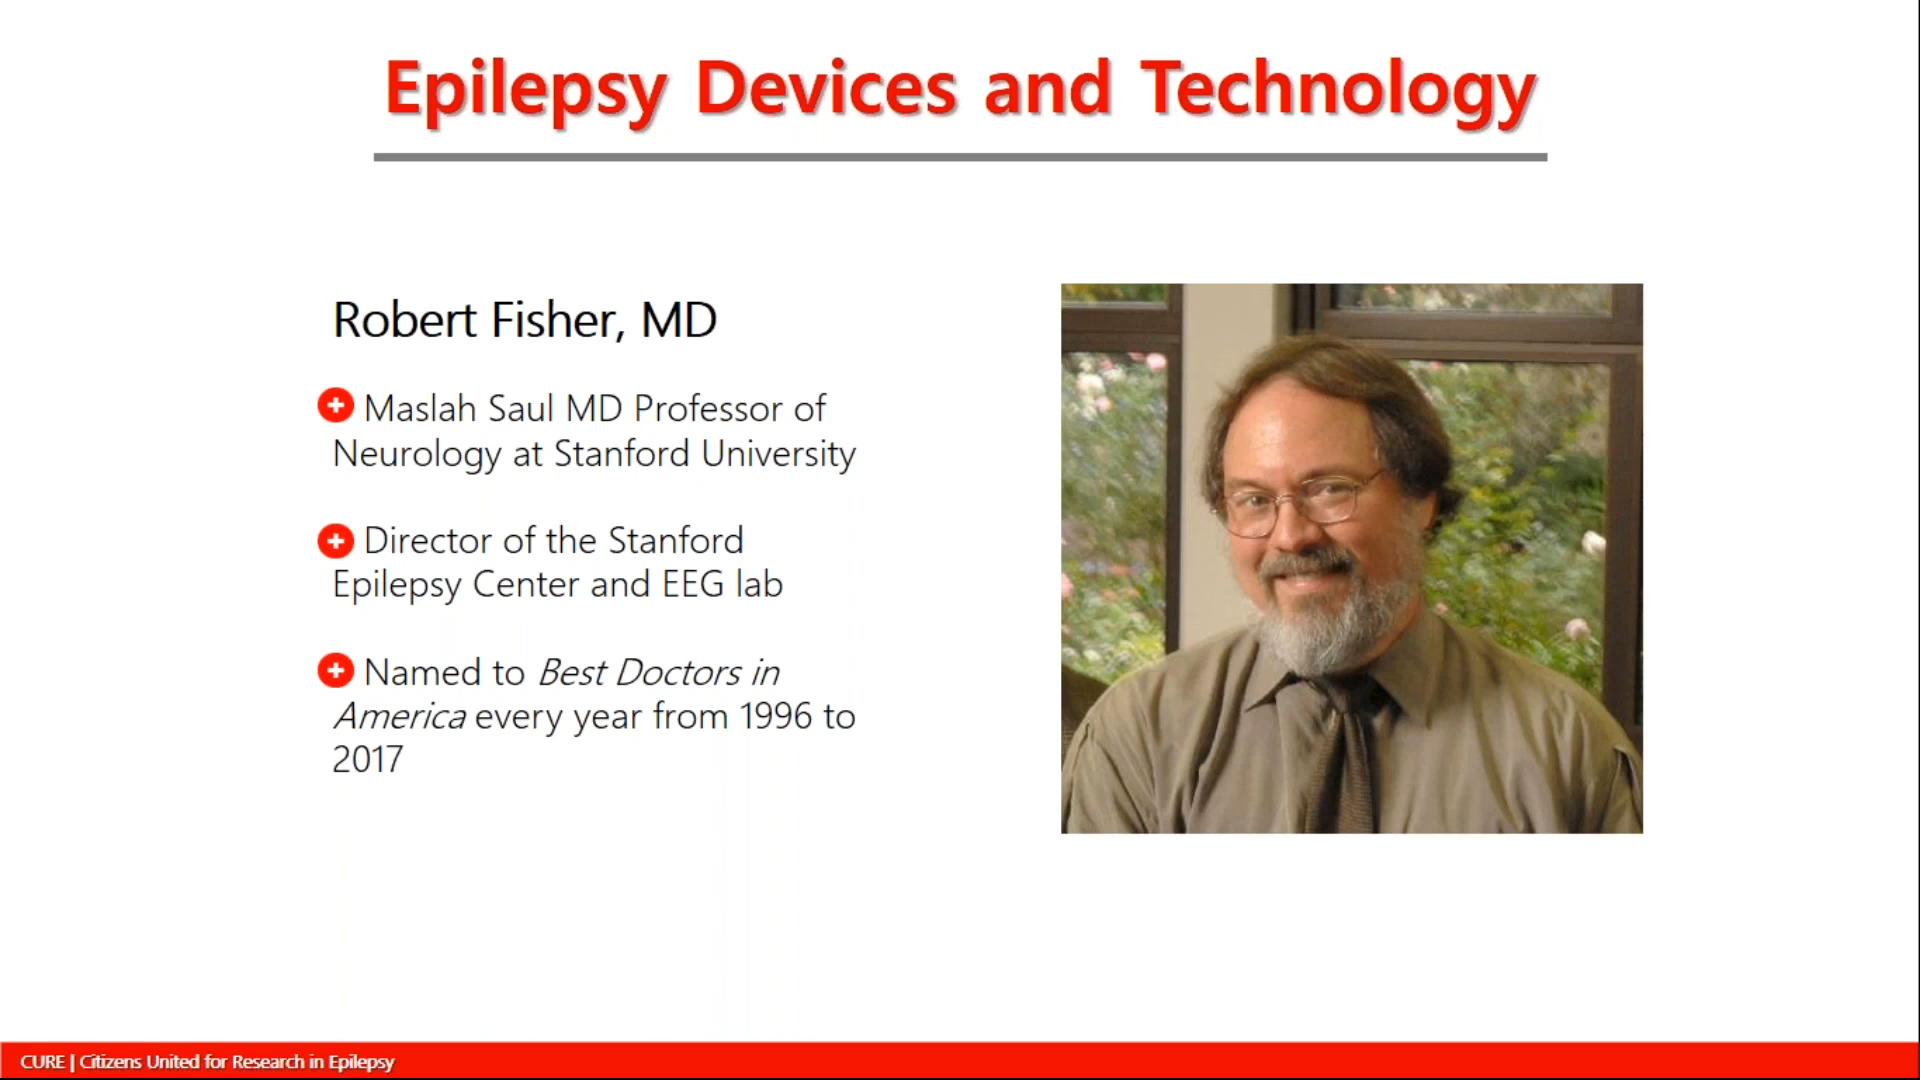 Epilepsy Devices and Technology
Robert Fisher, MD
Maslah Saul MD Professor of
Neurology at Stanford University
Director of the Stanford
Epilepsy Center and EEG lab
Named to Best Doctors in
America every year from 1996 to
2017
CURE | Citizens United for Research in Epilepsy